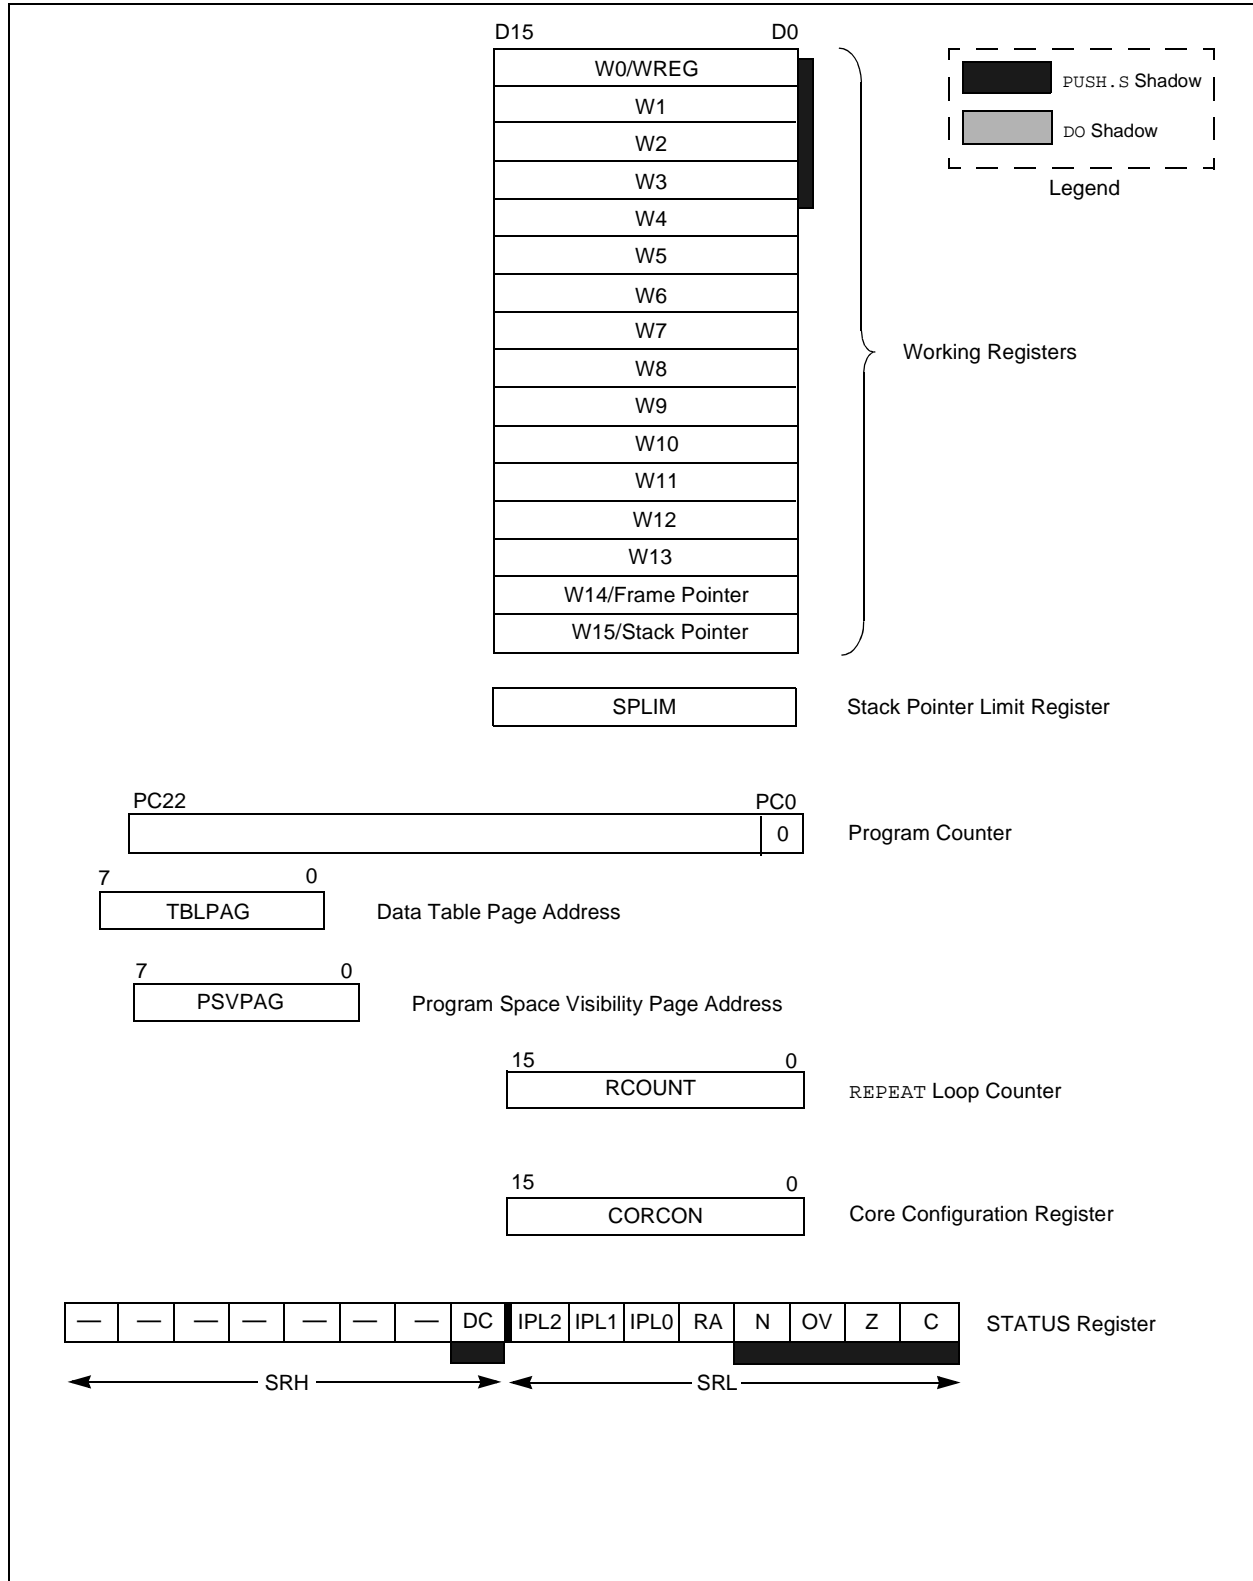 D15 D0
W0/WREG
PUSH.S Shadow
W1
DO Shadow
W2
W3
Legend
W4
W5
W6
W7
Working Registers
W8
W9
W10
W11
W12
W13
W14/Frame Pointer
W15/Stack Pointer
SPLIM Stack Pointer Limit Register
PC22 PC0
0 Program Counter
7 0
TBLPAG Data Table Page Address
7 0
PSVPAG Program Space Visibility Page Address
15 0
RCOUNT REPEAT Loop Counter
15 0
CORCON Core Configuration Register
— — — — — — — DC IPL2 IPL1 IPL0 RA N OV Z C STATUS Register
SRH SRL